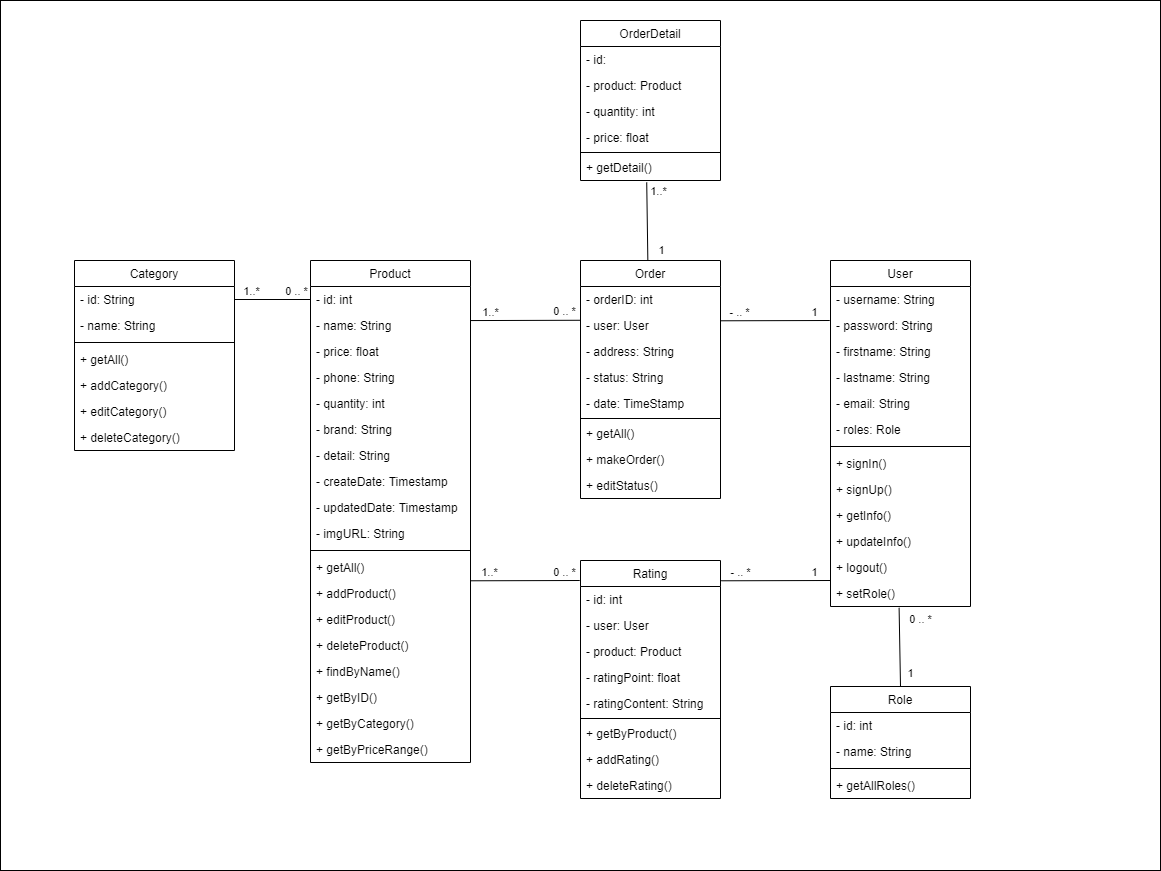 OrderDetail
- id:
- product: Product
- quantity: int
- price: float
+ getDetail()
1..*
1
Category
- id: String
- name: String
+ getAll()
+ addCategory()
+ editCategory()
+ deleteCategory()
1..*
0 .. *
Product
- id: int
- name: String
- price: float
- phone: String
- quantity: int
- brand: String
- detail: String
- createDate: Timestamp
- updatedDate: Timestamp
- imgURL: String
+ getAll()
+ addProduct()
+ editProduct()
+ deleteProduct()
+ findByName()
+ getByID()
+ getByCategory()
+ getByPriceRange()
1..*
0 .. *
Order
- orderID: int
- user: User
- address: String
- status: String
- date: TimeStamp
+ getAll()
+ makeOrder()
+ editStatus()
- .. *
1
User
- username: String
- password: String
- firstname: String
- lastname: String
- email: String
- roles: Role
+ signIn()
+ signUp()
+ getInfo()
+ updateInfo()
+ logout()
+ setRole()
1..*
0 .. *
Rating
- id: int
- user: User
- product: Product
- ratingPoint: float
- ratingContent: String
+ getByProduct()
+ addRating()
+ deleteRating()
- .. *
1
0 .. *
1
Role
- id: int
- name: String
+ getAllRoles()